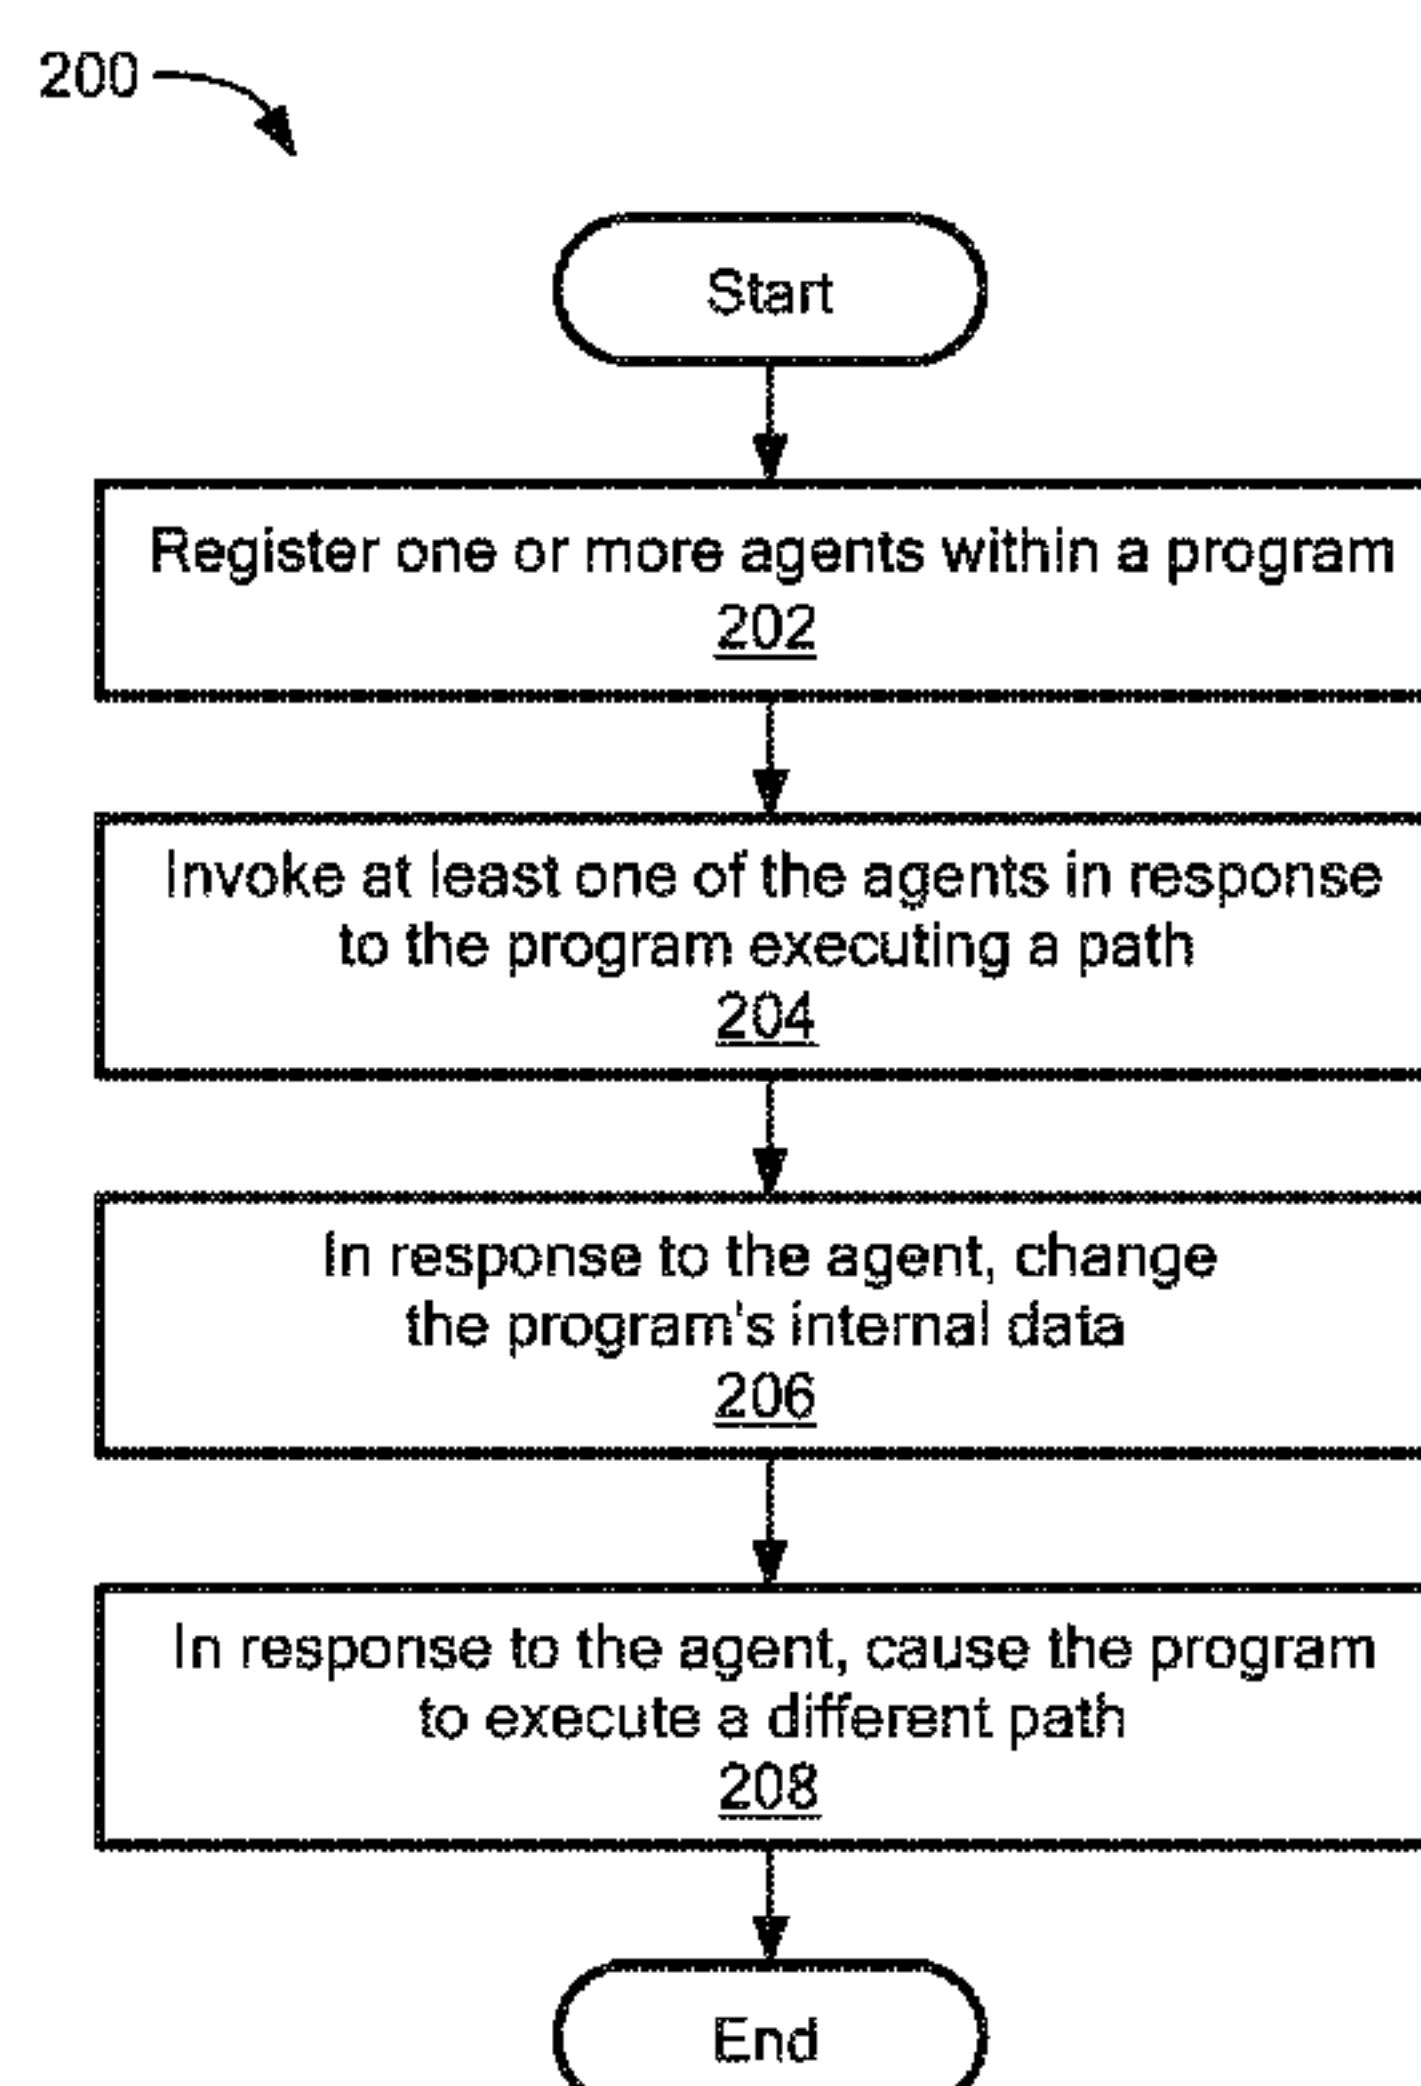 200
Start
Register one or more agents within a program
202
Invoke at least one of the agents in response
to the program executing a path
204
In response to the agent, change
the program's internal data
206
In response to the agent, cause the program
to execute a different path
208
End